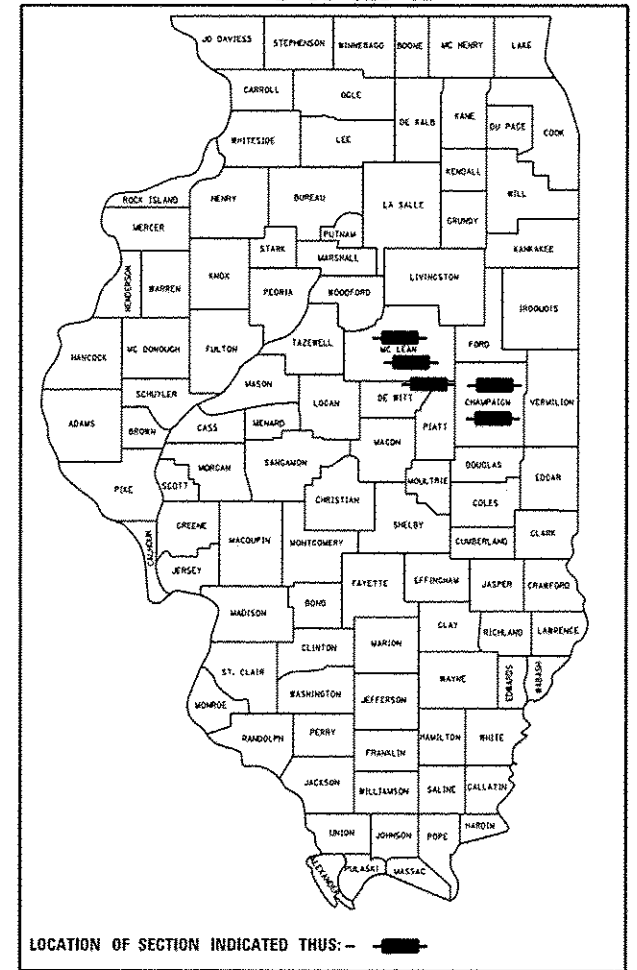 JO DAVIESS STEPHENSON WINNEBAGO BOONE MC HENRY LAKE
CARROLL OGLE
DE KALB KANE DU PAGE COOK
WHITESIDE LEE
KENDALL WILL
ROCK ISLAND HENRY BUREAU LA SALLE GRUNDY
MERCER PUTNAM KANKAKEE
STARK MARSHALL LIVINGSTON
HENDERSON WARREN KNOX PEORIA WOODFORD IROQUOIS
TAZEWELL MC LEAN FORD
HANCOCK MC DONOUGH FULTON
MASON DE WITT CHAMPAIGN VERMILION
SCHUYLER LOGAN
ADAMS BROWN CASS MENARD MACON PIATT
MORGAN SANGAMON DOUGLAS EDGAR
PIKE SCOTT CHRISTIAN MOULTRIE COLES
GREENE SHELBY CUMBERLAND CLARK
CALHOUN MACOUPIN MONTGOMERY
JERSEY FAYETTE EFFINGHAM JASPER CRAWFORD
MADISON BOND
CLAY RICHLAND LAWRENCE
CLINTON MARION
ST. CLAIR WAYNE EDWARDS WABASH
MONROE WASHINGTON JEFFERSON
RANDOLPH PERRY HAMILTON WHITE
FRANKLIN
JACKSON WILLIAMSON SALINE GALLATIN
UNION JOHNSON POPE HARDIN
ALEXANDER PULASKI MASSAC
LOCATION OF SECTION INDICATED THUS: –